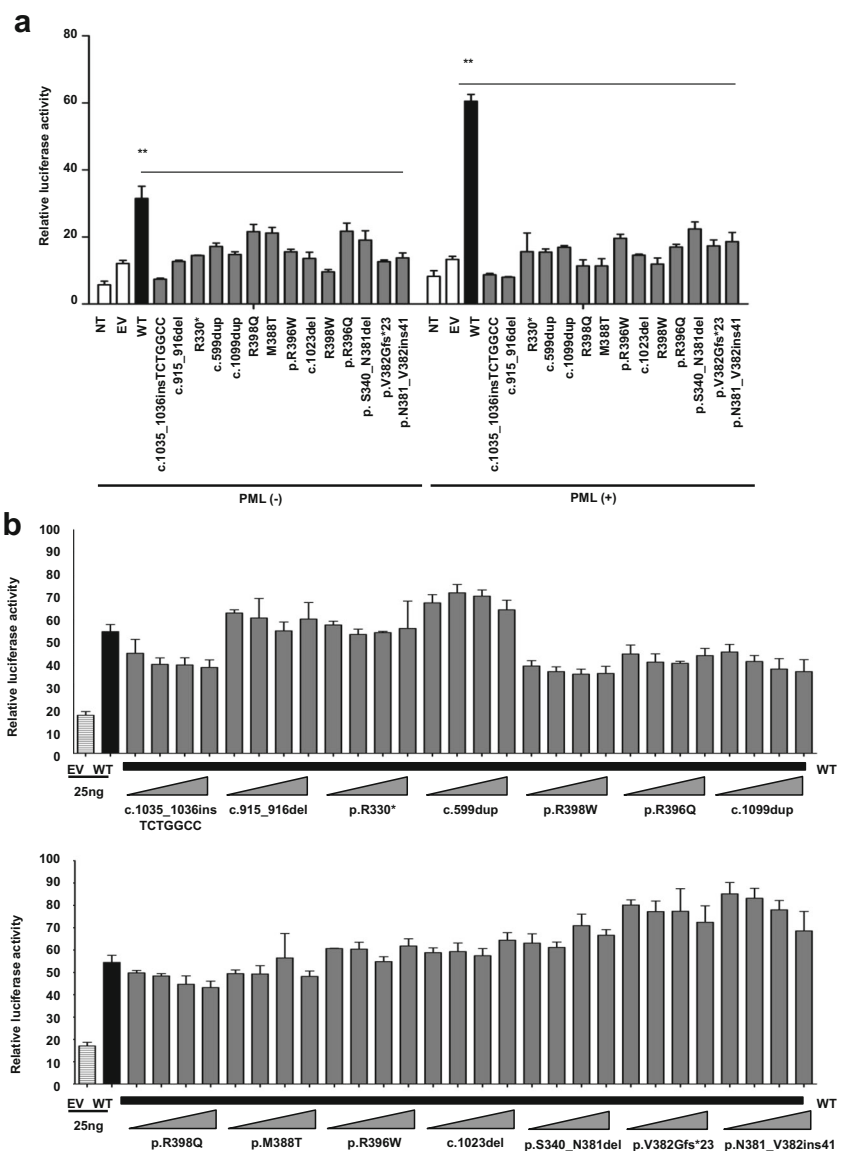 a
80
60
40
20
0
Relative luciferase activity
**
**
NT
EV
WT
c.1035_1036insTCTGGCC
c.915_916del
R330*
c.599dup
c.1099dup
R398Q
M388T
p.R396W
c.1023del
R398W
p.R396Q
p. S340_N381del
p.V382Gfs*23
p.N381_V382ins41
NT
EV
WT
c.1035_1036insTCTGGCC
c.915_916del
R330*
c.599dup
c.1099dup
R398Q
M388T
p.R396W
c.1023del
R398W
p.R396Q
p. S340_N381del
p.V382Gfs*23
p.N381_V382ins41
PML (-)
PML (+)
b
100
90
80
70
60
50
40
30
20
10
0
Relative luciferase activity
EV WT
WT
25ng
c.1035_1036ins
TCTGGCC
c.915_916del
p.R330*
c.599dup
p.R398W
p.R396Q
c.1099dup
100
90
80
70
60
50
40
30
20
10
0
Relative luciferase activity
EV WT
WT
25ng
p.R398Q
p.M388T
p.R396W
c.1023del
p.S340_N381del
p.V382Gfs*23
p.N381_V382ins41